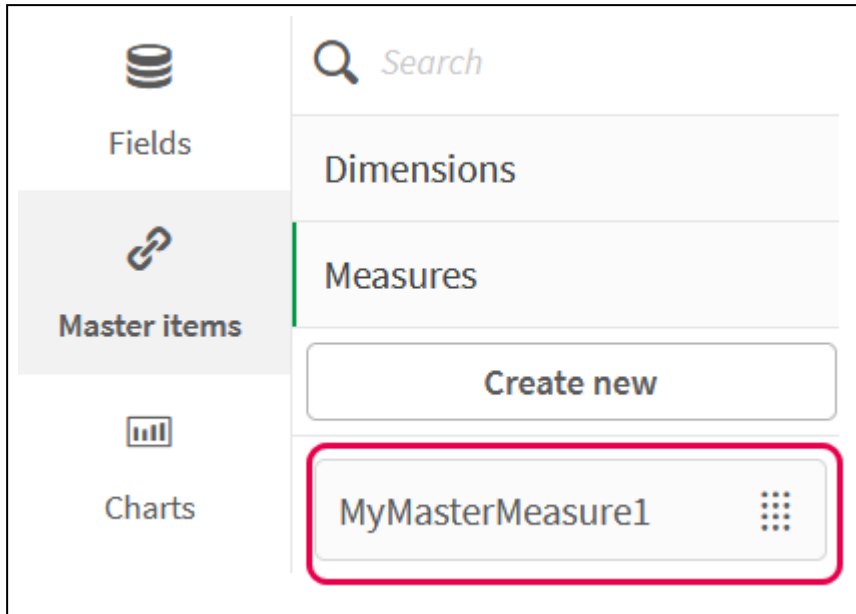 Fields
Master items
Charts
Search
Dimensions
Measures
Create new
MyMasterMeasure1